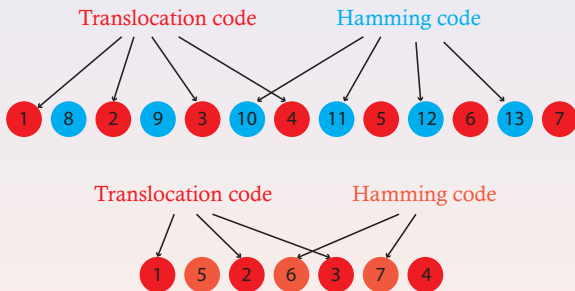 Translocation code Hamming code
1 8 2 9 3 10 4 11 5 12 6 13 7
Translocation code Hamming code
1 5 2 6 3 7 4